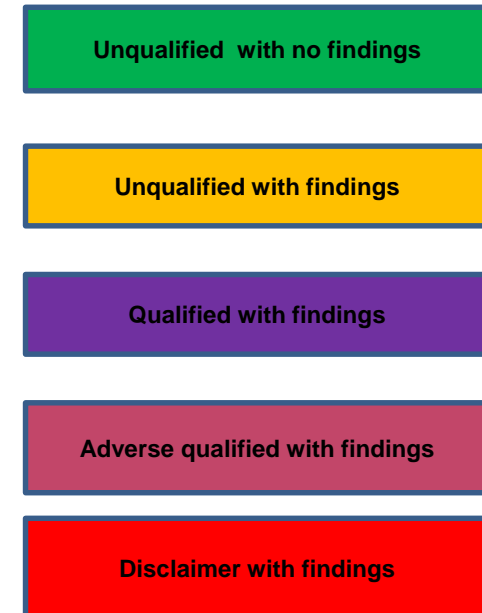 Unqualified  with no findings
Unqualified with findings
Qualified with findings
Adverse qualified with findings
Disclaimer with findings